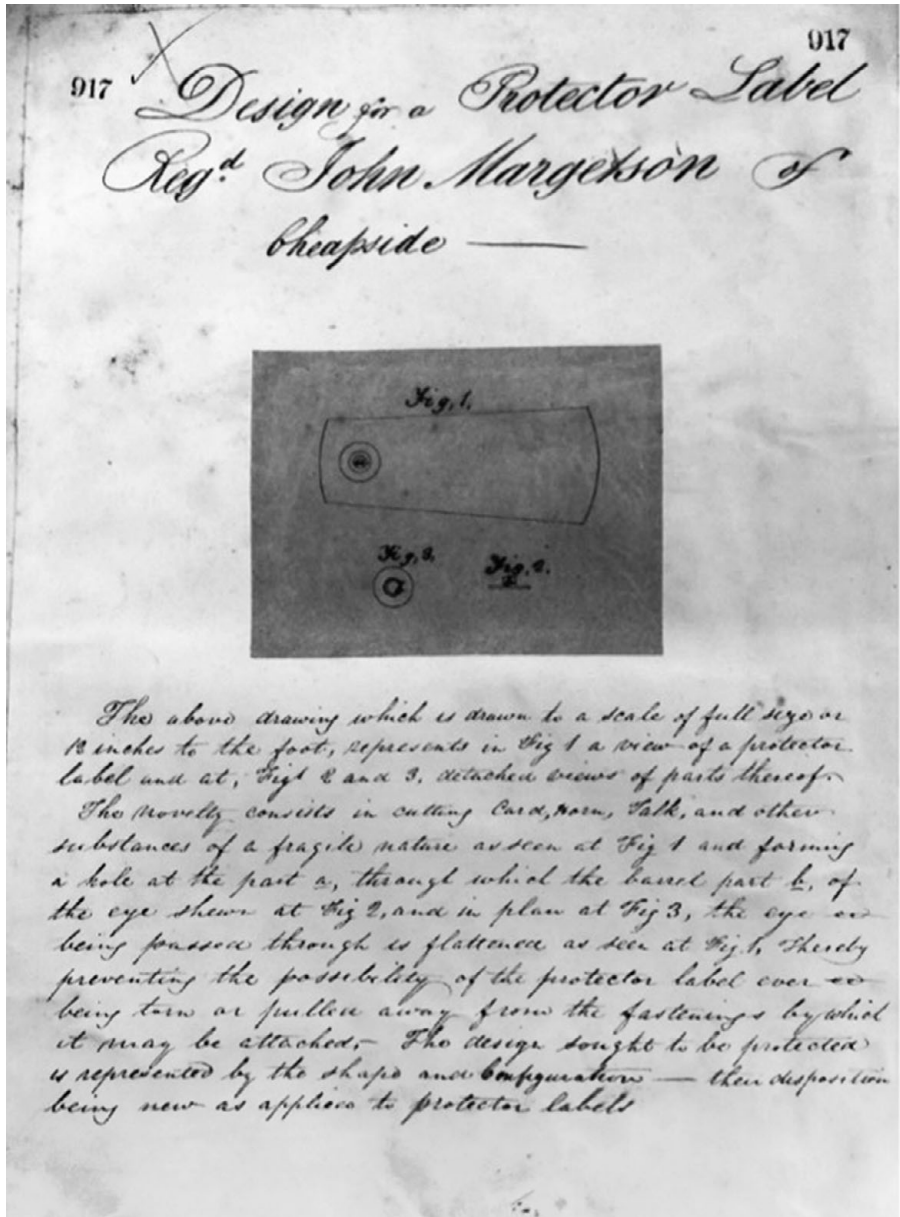 917
917
Design for a Protector Label
Reg.d John Margetson of
Cheapside —
Fig, 1.
Fig, 3.
Fig, 2.
The above drawing which is drawn to a scale of full size or
12 inches to the foot, represents in Fig 1 a view of a protector
label and at, Figs 2 and 3, detached views of parts thereof.
The novelty consists in cutting Card, Horn, Talk, and other
substances of a fragile nature as seen at Fig 1 and forming
a hole at the part a, through which the barrel part b, of
the eye shewn at Fig 2, and in plan at Fig 3, the eye
being passed through is flattened as seen at Fig 1, thereby
preventing the possibility of the protector label ever
being torn or pulled away from the fastenings by which
it may be attached,— The design sought to be protected
is represented by the shape and Configuration — their disposition
being new as applied to protector labels